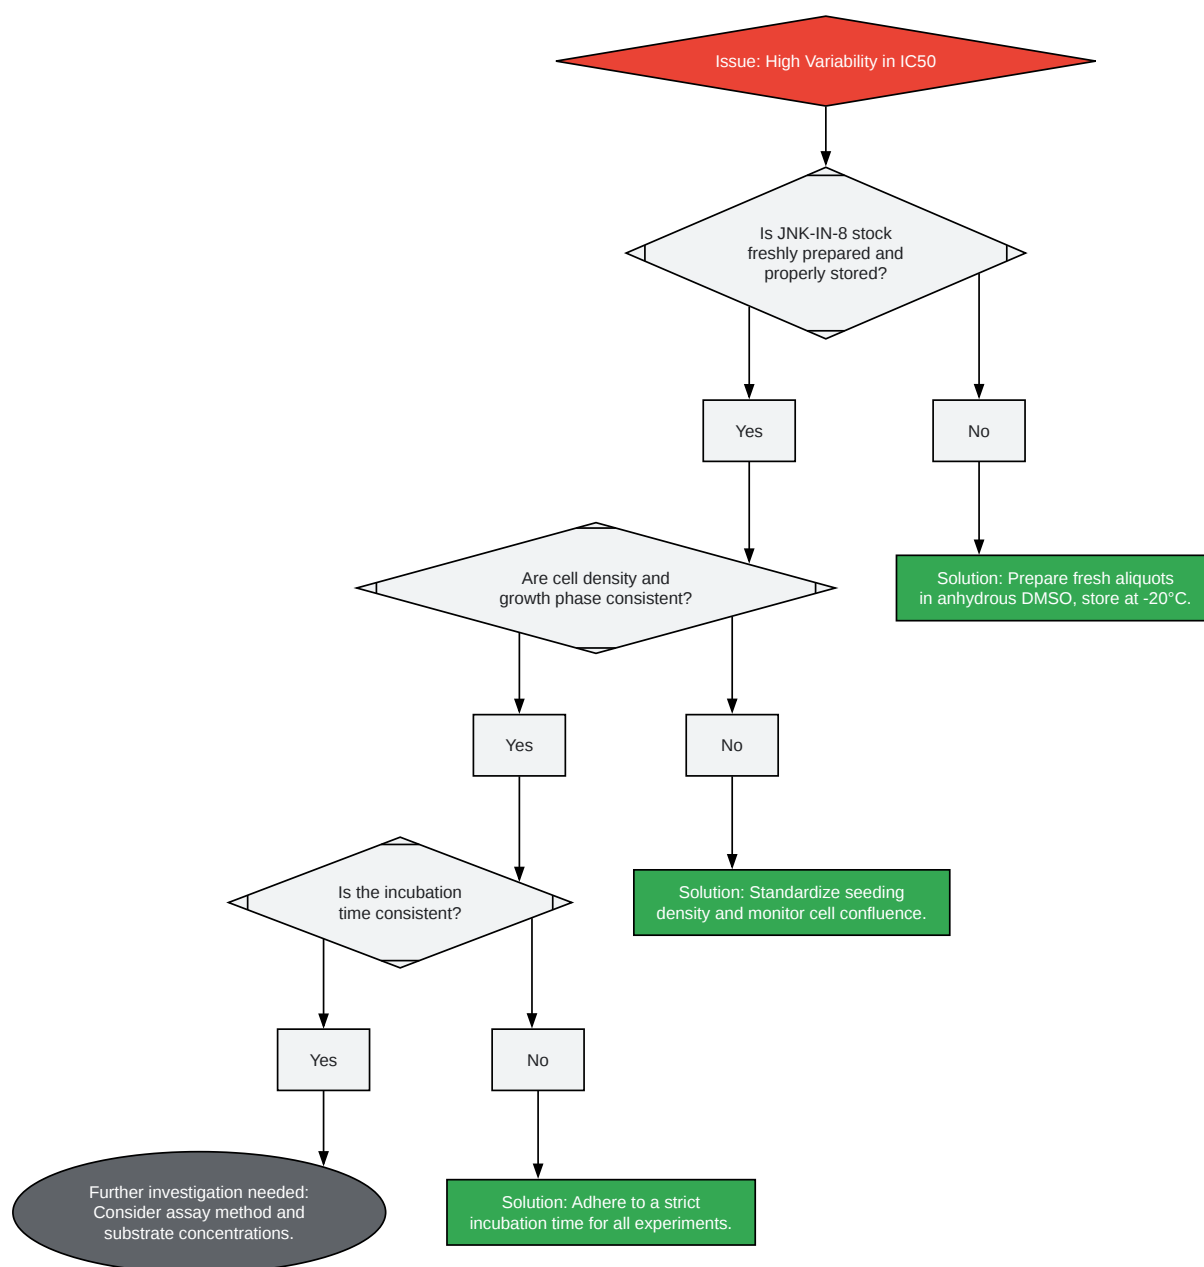 Issue: High Variability in IC50
Is JNK-IN-8 stock
freshly prepared and
properly stored?
Yes
No
Are cell density and
growth phase consistent?
Solution: Prepare fresh aliquots
in anhydrous DMSO, store at -20°C.
Yes
No
Is the incubation
time consistent?
Solution: Standardize seeding
density and monitor cell confluence.
Yes
No
Further investigation needed:
Consider assay method and
substrate concentrations.
Solution: Adhere to a strict
incubation time for all experiments.